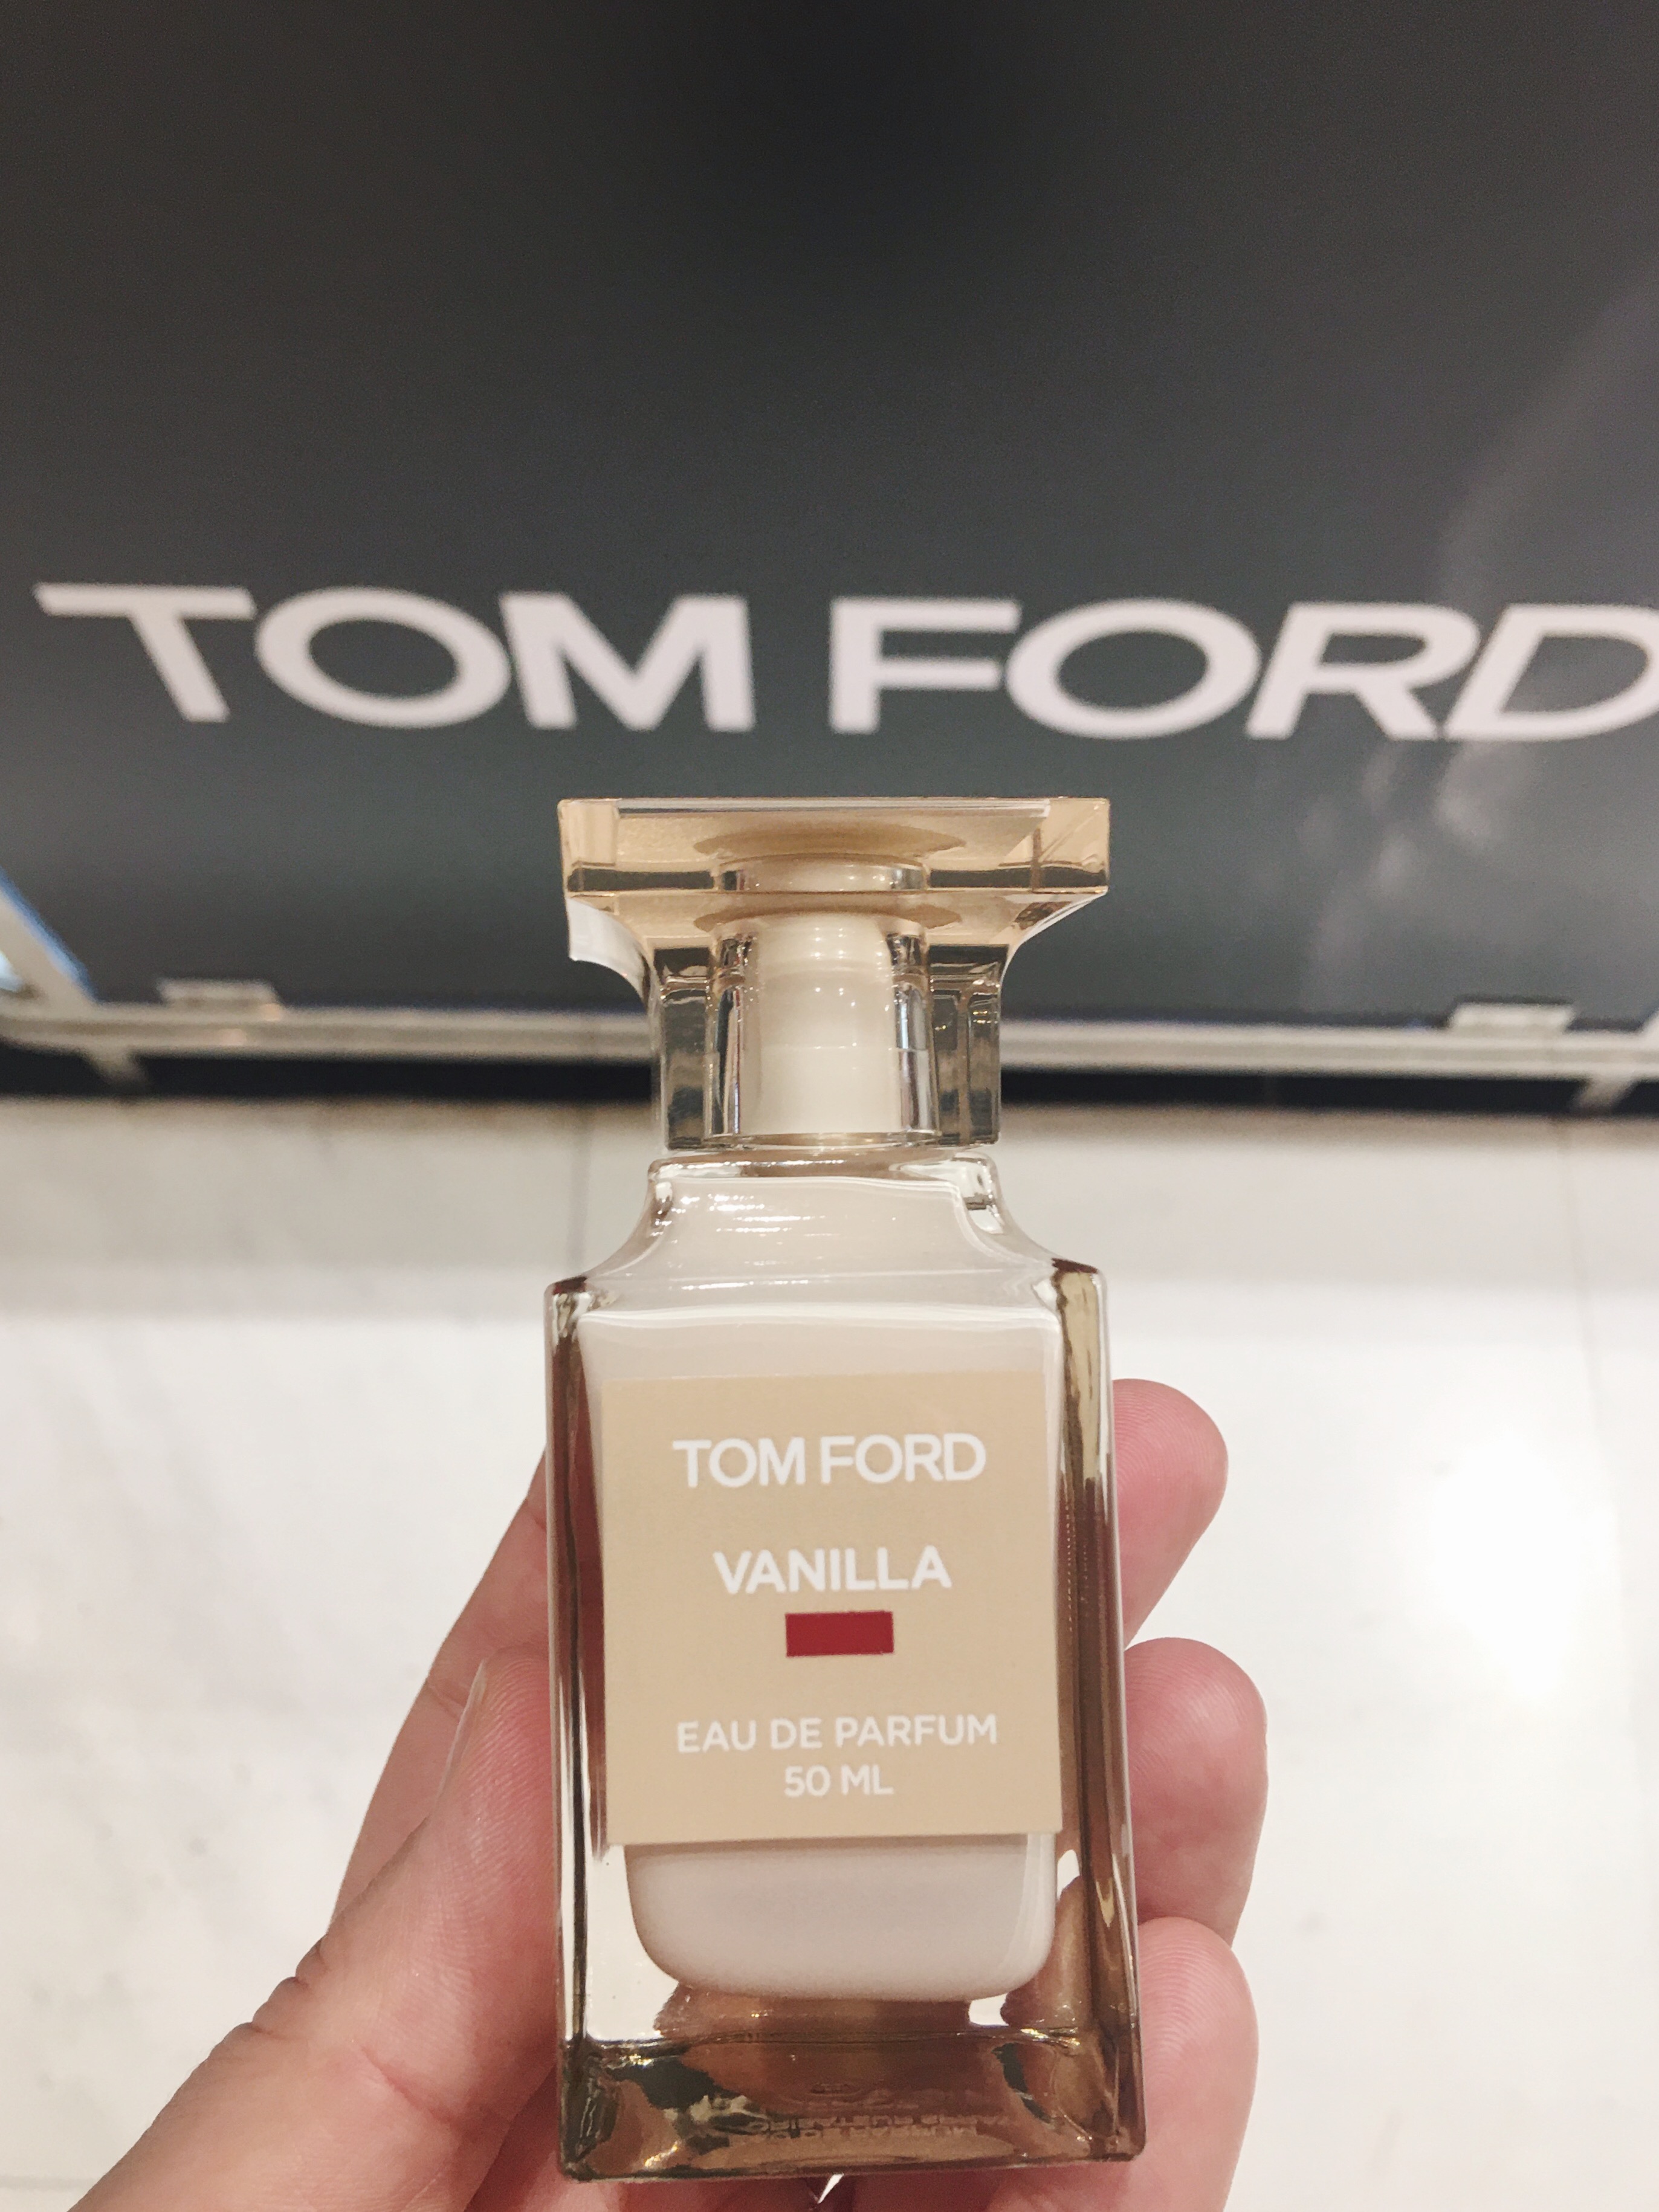 TOM FORD
TOM FORD
VANILLA
EAU DE PARFUM
50 ML